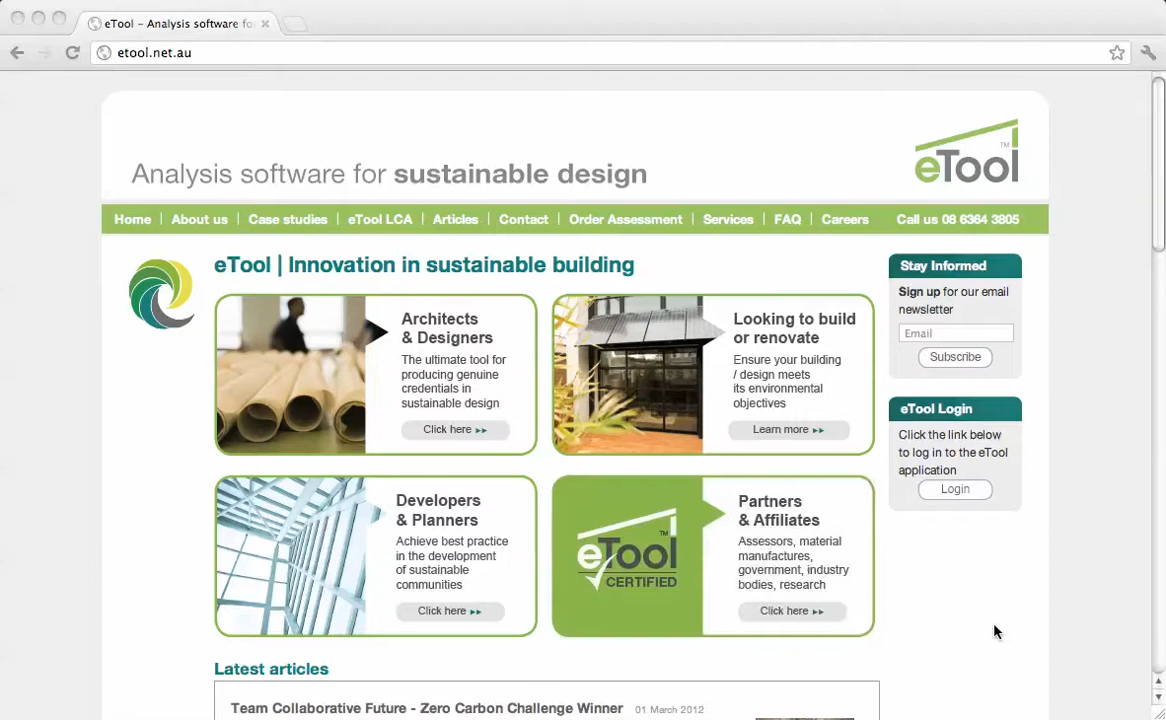 eTool – Analysis software fo
etool.net.au
Analysis software for sustainable design
eTool™
Home | About us | Case studies | eTool LCA | Articles | Contact | Order Assessment | Services | FAQ | Careers
Call us 08 6364 3805
eTool | Innovation in sustainable building
Architects
& Designers
The ultimate tool for
producing genuine
credentials in
sustainable design
Click here
Looking to build
or renovate
Ensure your building
/ design meets
its environmental
objectives
Learn more
Developers
& Planners
Achieve best practice
in the development
of sustainable
communities
Click here
eTool™
CERTIFIED
Partners
& Affiliates
Assessors, material
manufactures,
government, industry
bodies, research
Click here
Stay Informed
Sign up for our email
newsletter
Email
Subscribe
eTool Login
Click the link below
to log in to the eTool
application
Login
Latest articles
Team Collaborative Future - Zero Carbon Challenge Winner 01 March 2012